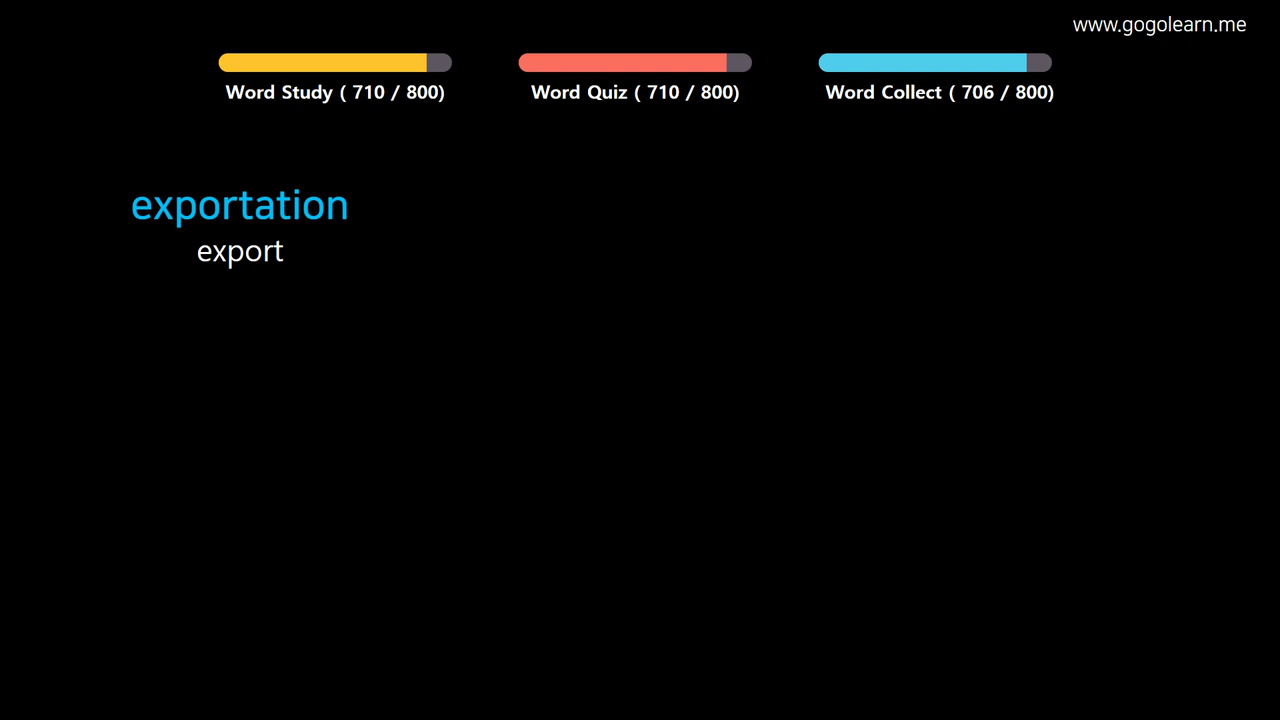 www.gogolearn.me
Word Study ( 710 / 800)
Word Quiz ( 710 / 800)
Word Collect ( 706 / 800)
exportation
export